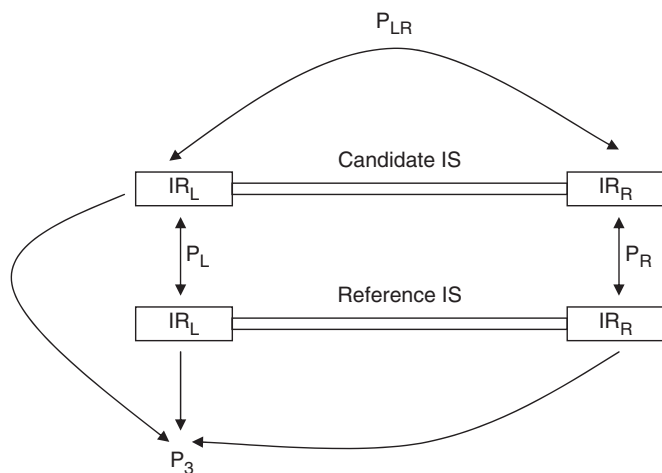 P_LR
Candidate IS
IR_L IR_R
P_L P_R
Reference IS
IR_L IR_R
P_3